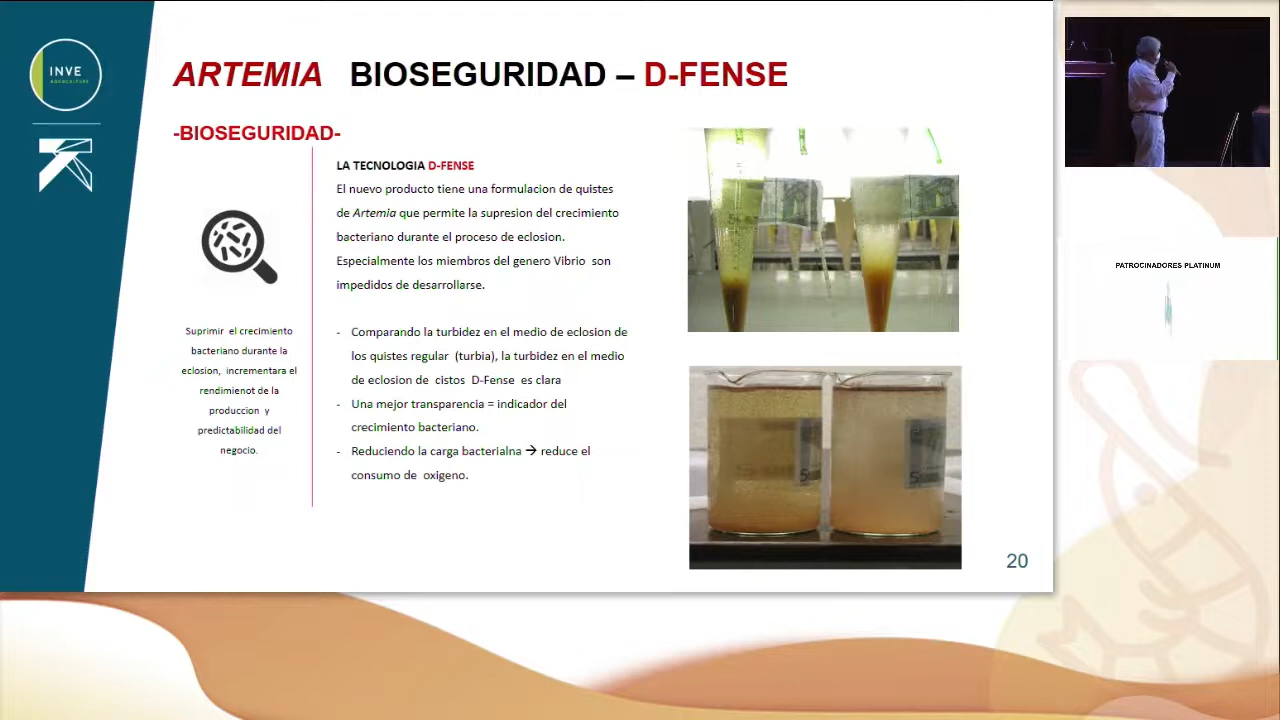 INVE
AQUACULTURE
ARTEMIA BIOSEGURIDAD – D-FENSE
-BIOSEGURIDAD-
Suprimir el crecimiento
bacteriano durante la
eclosion, incrementara el
rendimienot de la
produccion y
predictabilidad del
negocio.
LA TECNOLOGIA D-FENSE
El nuevo producto tiene una formulacion de quistes
de Artemia que permite la supresion del crecimiento
bacteriano durante el proceso de eclosion.
Especialmente los miembros del genero Vibrio son
impedidos de desarrollarse.
- Comparando la turbidez en el medio de eclosion de
los quistes regular (turbia), la turbidez en el medio
de eclosion de cistos D-Fense es clara
- Una mejor transparencia = indicador del
crecimiento bacteriano.
- Reduciendo la carga bacterialna → reduce el
consumo de oxigeno.
5
5
20
PATROCINADORES PLATINUM